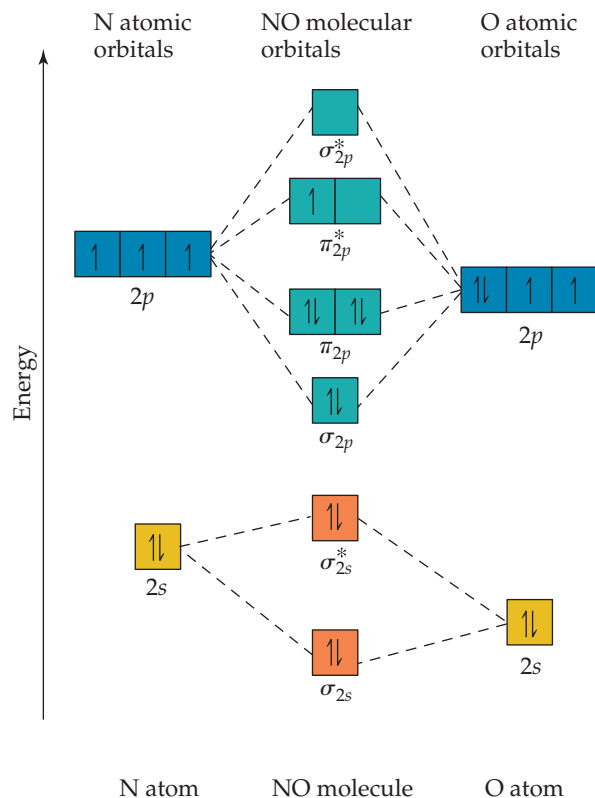 N atomic
orbitals
NO molecular
orbitals
O atomic
orbitals
Energy
σ*2p
π*2p
2p
π2p
2p
σ2p
σ*2s
2s
2s
σ2s
N atom
NO molecule
O atom